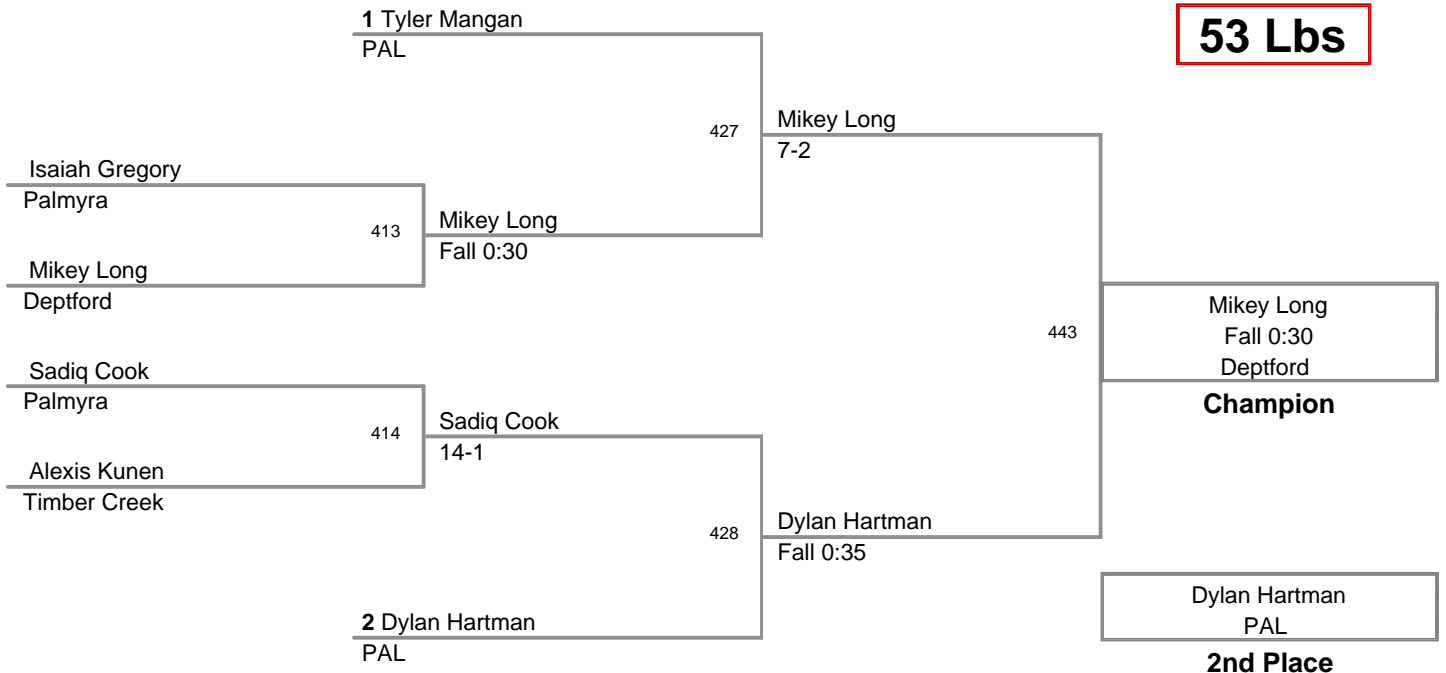 1 Tyler Mangan
PAL
53 Lbs
427
Mikey Long
7-2
Isaiah Gregory
Palmyra
413
Mikey Long
Fall 0:30
Mikey Long
Deptford
443
Mikey Long
Fall 0:30
Deptford
Champion
Sadiq Cook
Palmyra
414
Sadiq Cook
14-1
Alexis Kunen
Timber Creek
428
Dylan Hartman
Fall 0:35
2 Dylan Hartman
PAL
Dylan Hartman
PAL
2nd Place